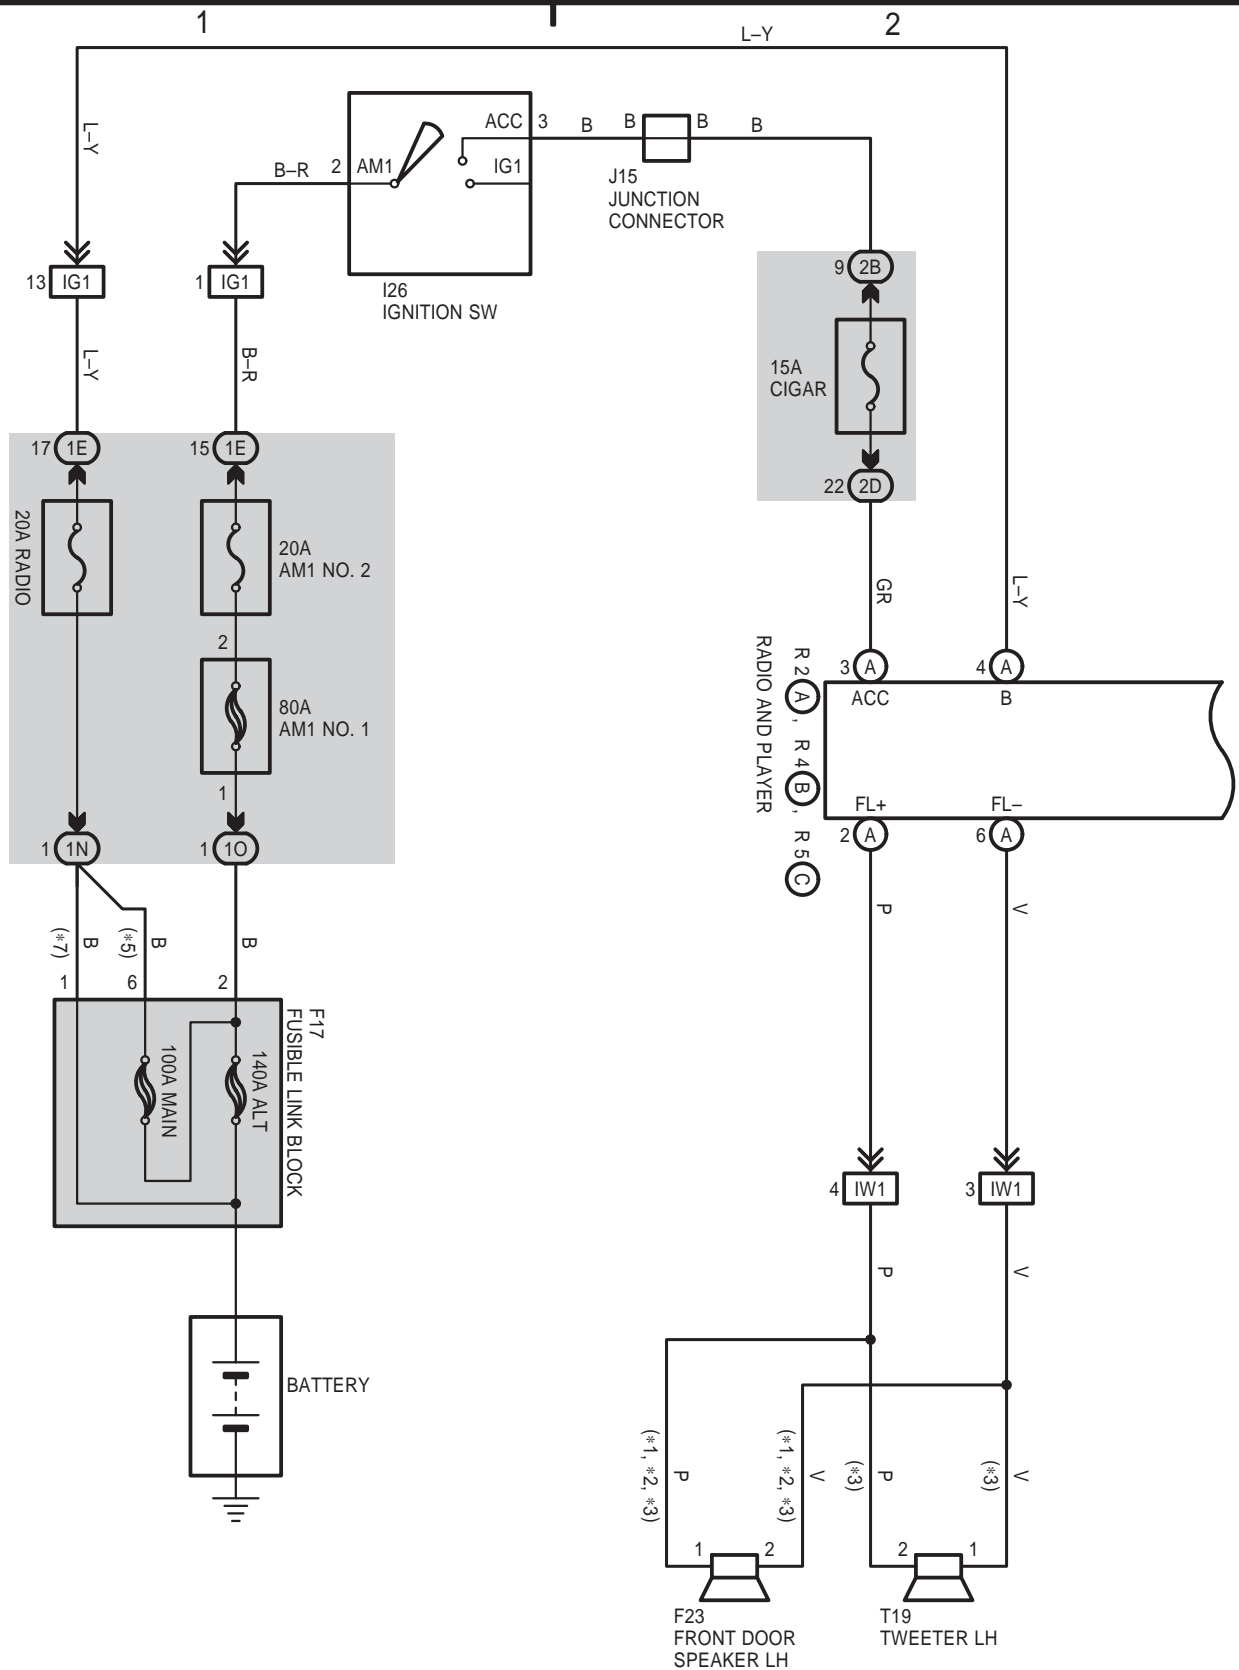 1
2
L–Y
L–Y
B–R
2
AM1
ACC
IG1
3
B
B
B
B
J15
JUNCTION
CONNECTOR
13
IG1
1
IG1
I26
IGNITION SW
9
2B
L–Y
B–R
15A
CIGAR
17
1E
15
1E
22
2D
20A RADIO
20A
AM1 NO. 2
2
GR
L–Y
80A
AM1 NO. 1
1
R 2 A , R 4 B , R 5 C
RADIO AND PLAYER
3
A
4
A
ACC
B
FL+
FL–
2
A
6
A
1
1N
1
1O
P
V
(*7)
B
(*5)
B
B
1
6
2
F17
FUSIBLE LINK BLOCK
100A MAIN
140A ALT
4
IW1
3
IW1
P
V
BATTERY
(*1, *2, *3)
P
(*1, *2, *3)
V
(*3)
P
(*3)
V
1
2
2
1
F23
FRONT DOOR
SPEAKER LH
T19
TWEETER LH